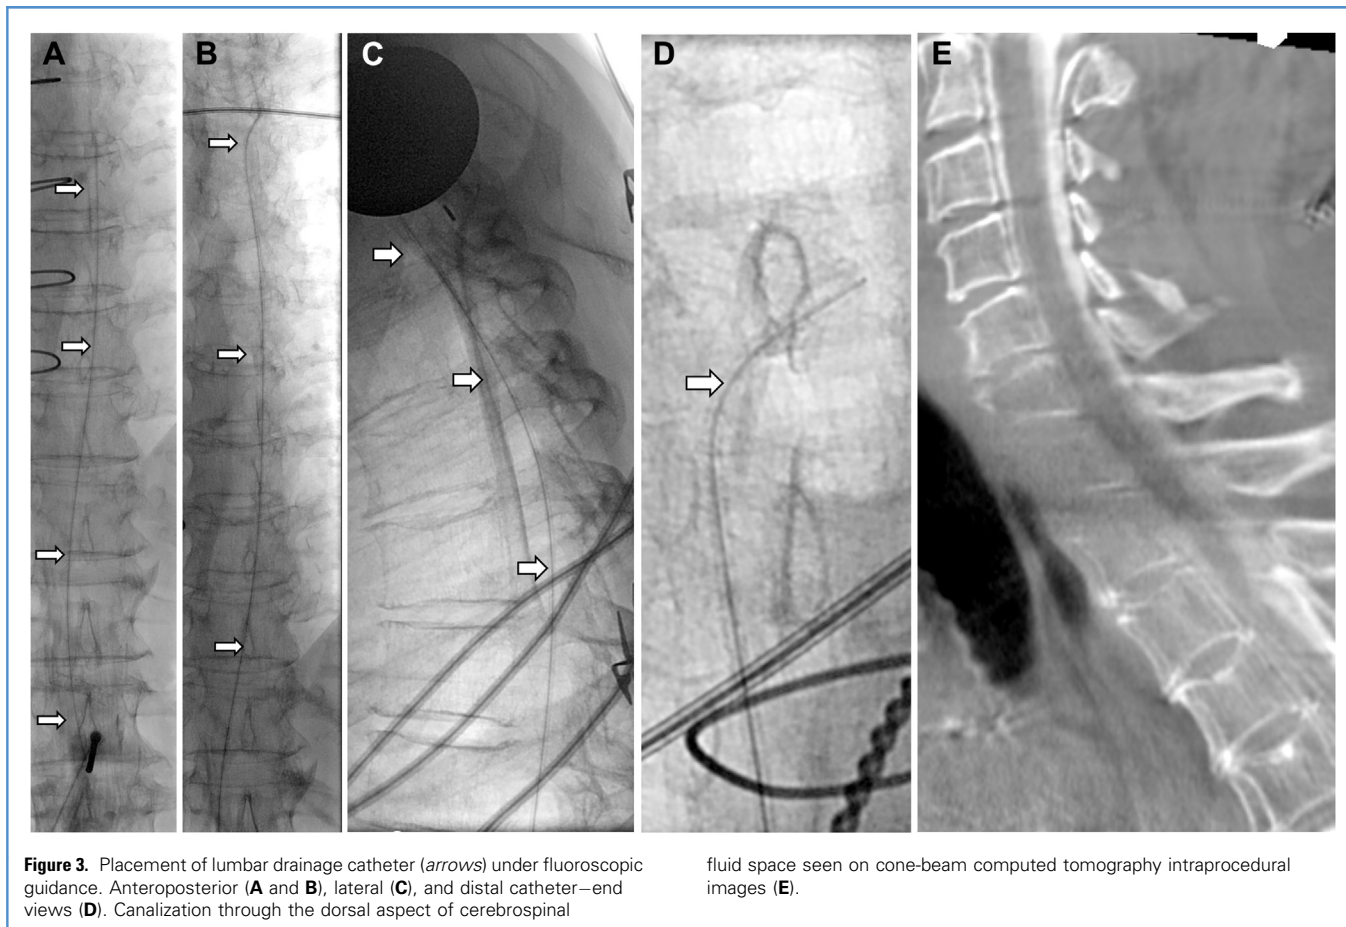 A
B
C
D
E
Figure 3. Placement of lumbar drainage catheter (arrows) under fluoroscopic
guidance. Anteroposterior (A and B), lateral (C), and distal catheter–end
views (D). Canalization through the dorsal aspect of cerebrospinal
fluid space seen on cone-beam computed tomography intraprocedural
images (E).